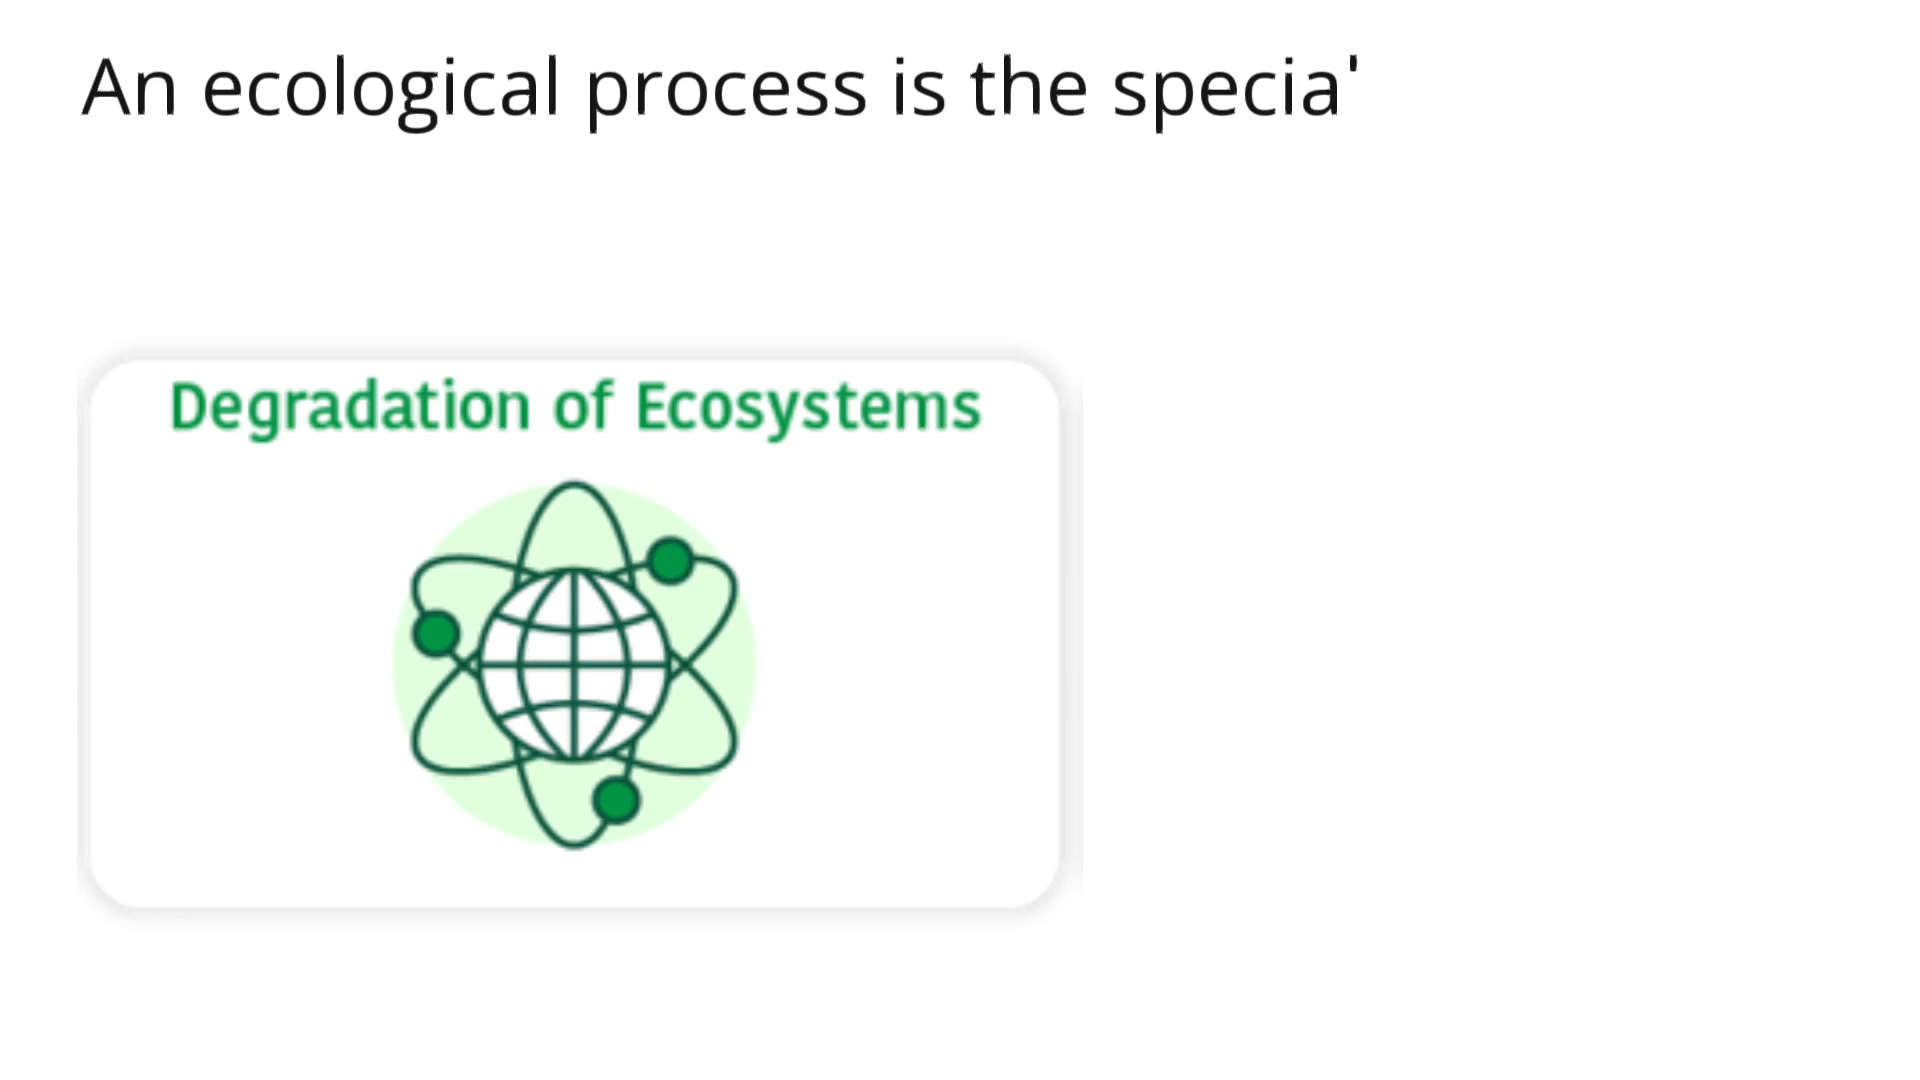 An ecological process is the specia'
Degradation of Ecosystems